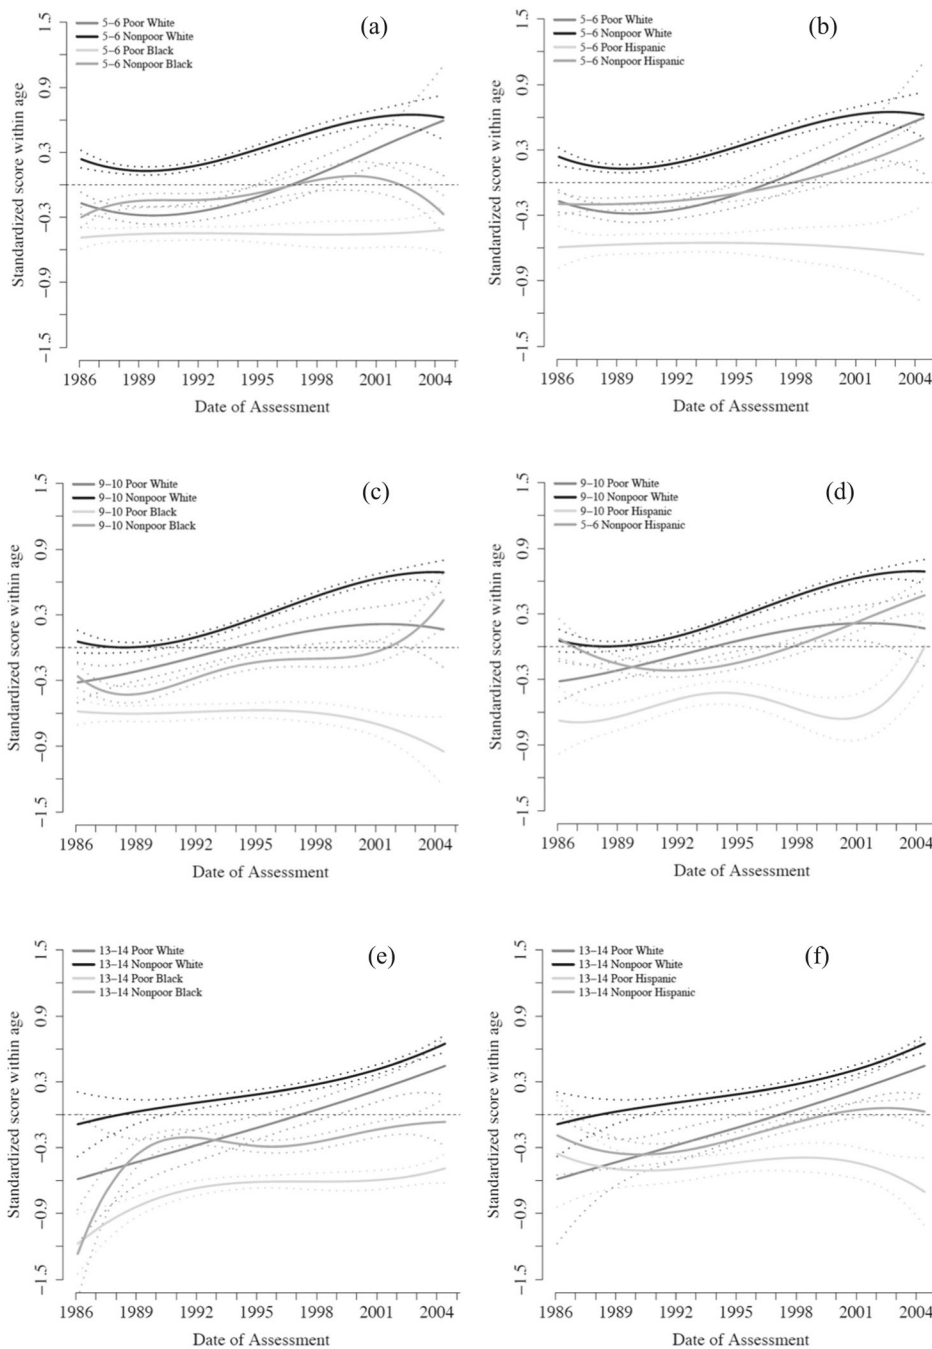 (a)
5–6 Poor White
5–6 Nonpoor White
5–6 Poor Black
5–6 Nonpoor Black
Standardized score within age
1.5
0.9
0.3
−0.3
−0.9
−1.5
1986 1989 1992 1995 1998 2001 2004
Date of Assessment
(b)
5–6 Poor White
5–6 Nonpoor White
5–6 Poor Hispanic
5–6 Nonpoor Hispanic
Standardized score within age
1.5
0.9
0.3
−0.3
−0.9
−1.5
1986 1989 1992 1995 1998 2001 2004
Date of Assessment
(c)
9–10 Poor White
9–10 Nonpoor White
9–10 Poor Black
9–10 Nonpoor Black
Standardized score within age
1.5
0.9
0.3
−0.3
−0.9
−1.5
1986 1989 1992 1995 1998 2001 2004
Date of Assessment
(d)
9–10 Poor White
9–10 Nonpoor White
9–10 Poor Hispanic
5–6 Nonpoor Hispanic
Standardized score within age
1.5
0.9
0.3
−0.3
−0.9
−1.5
1986 1989 1992 1995 1998 2001 2004
Date of Assessment
(e)
13–14 Poor White
13–14 Nonpoor White
13–14 Poor Black
13–14 Nonpoor Black
Standardized score within age
1.5
0.9
0.3
−0.3
−0.9
−1.5
1986 1989 1992 1995 1998 2001 2004
Date of Assessment
(f)
13–14 Poor White
13–14 Nonpoor White
13–14 Poor Hispanic
13–14 Nonpoor Hispanic
Standardized score within age
1.5
0.9
0.3
−0.3
−0.9
−1.5
1986 1989 1992 1995 1998 2001 2004
Date of Assessment